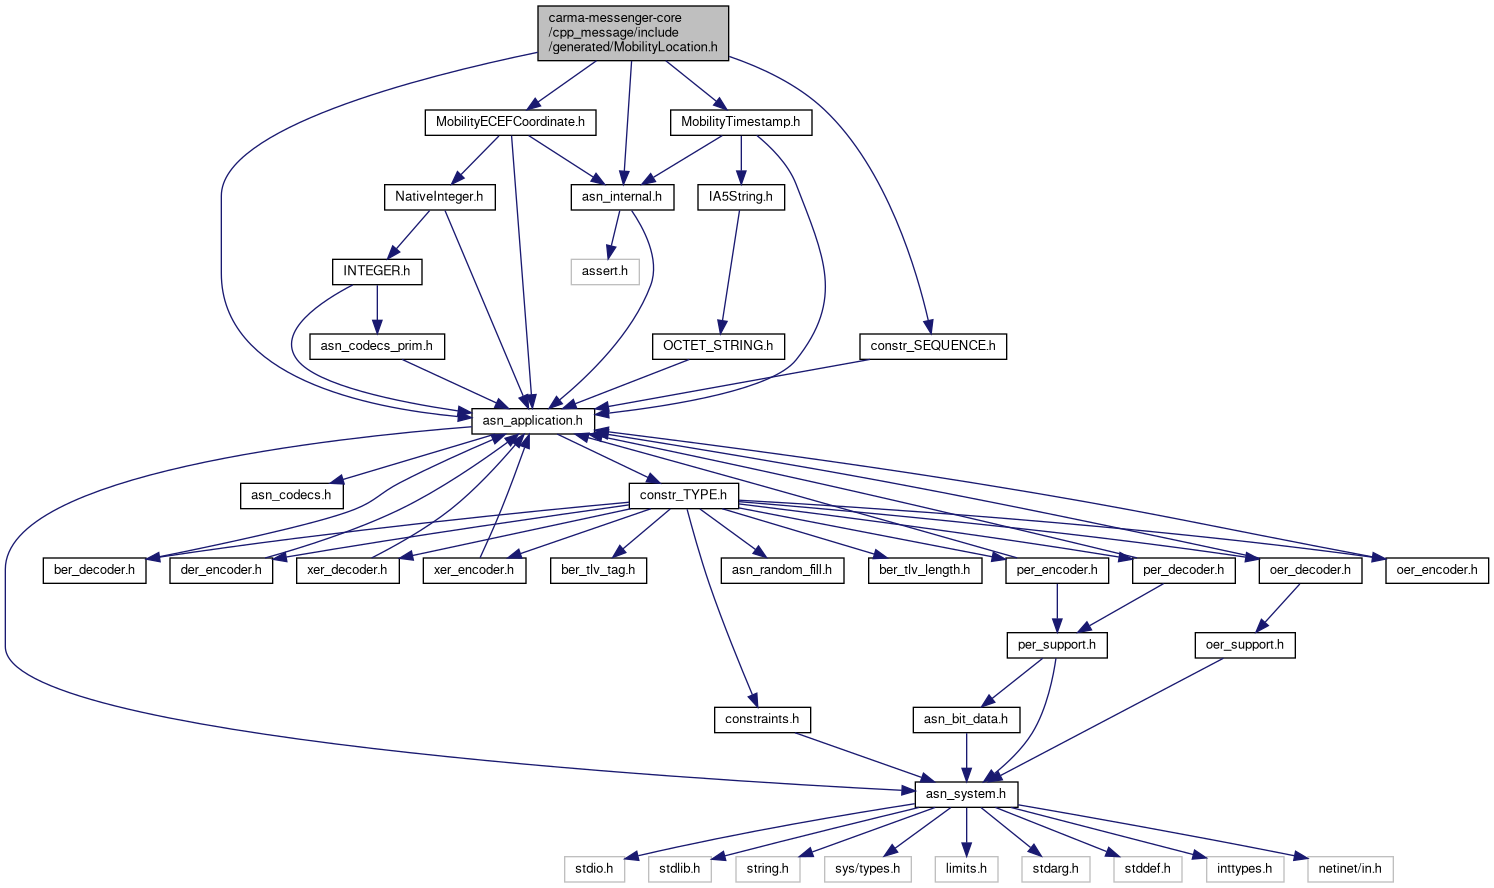 carma-messenger-core
/cpp_message/include
/generated/MobilityLocation.h
MobilityECEFCoordinate.h
MobilityTimestamp.h
NativeInteger.h
asn_internal.h
IA5String.h
INTEGER.h
assert.h
asn_codecs_prim.h
OCTET_STRING.h
constr_SEQUENCE.h
asn_application.h
asn_codecs.h
constr_TYPE.h
ber_decoder.h
der_encoder.h
xer_decoder.h
xer_encoder.h
ber_tlv_tag.h
asn_random_fill.h
ber_tlv_length.h
per_encoder.h
per_decoder.h
oer_decoder.h
oer_encoder.h
per_support.h
oer_support.h
constraints.h
asn_bit_data.h
asn_system.h
stdio.h
stdlib.h
string.h
sys/types.h
limits.h
stdarg.h
stddef.h
inttypes.h
netinet/in.h